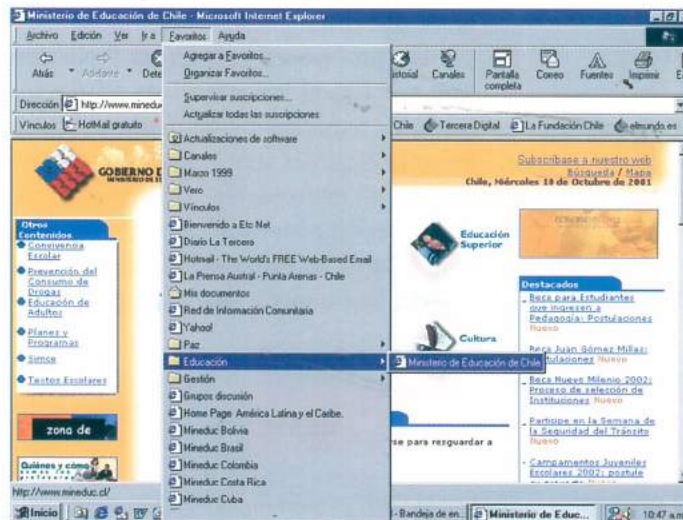 Ministerio de Educación de Chile - Microsoft Internet Explorer
Archivo Edición Ver Ir a Favoritos Ayuda
Atrás Adelante
Canales Pantalla completa Correo Fuentes Imprimir
Dirección http://www.mineduc
Vínculos HotMail gratuito
Chile Tercera Digital La Fundación Chile elmundo.es
Agregar a Favoritos...
Organizar Favoritos...
Supervisar suscripciones...
Actualizar todas las suscripciones
Actualizaciones de software
Canales
Marzo 1999
Vero
Vínculos
Bienvenido a Etc Net
Diario La Tercera
Hotmail - The World's FREE Web-Based Email
La Prensa Austral - Punta Arenas - Chile
Mis documentos
Red de Información Comunitaria
Yahoo!
Paz
Educación
Ministerio de Educación de Chile
Gestión
Grupos discusión
Home Page América Latina y el Caribe.
Mineduc Bolivia
Mineduc Brasil
Mineduc Colombia
Mineduc Costa Rica
Mineduc Cuba
GOBIERNO D
Otros
Contenidos
Convivencia
Escolar
Prevención del
Consumo de
Drogas
Educación de
Adultos
Planes y
Programas
Simce
Textos Escolares
zona de
Quiénes y cómo
Subscríbase a nuestro web
Búsqueda / Mapa
Chile, Miércoles 10 de Octubre de 2001
Educación
Superior
Cultura
rse para resguardar a
Destacados
Beca para Estudiantes
que ingresen a
Pedagogía: Postulaciones
Nuevo
Beca Juan Gómez Millas:
Postulaciones Nuevo
Beca Nuevo Milenio 2002:
Proceso de selección de
Instituciones Nuevo
Participe en la Semana de
la Seguridad del Tránsito
Nuevo
Campamentos Juveniles
Escolares 2002: postule
http://www.mineduc.cl/
Inicio
- Bandeja de en...
Ministerio de Educ...
10:47 a.m